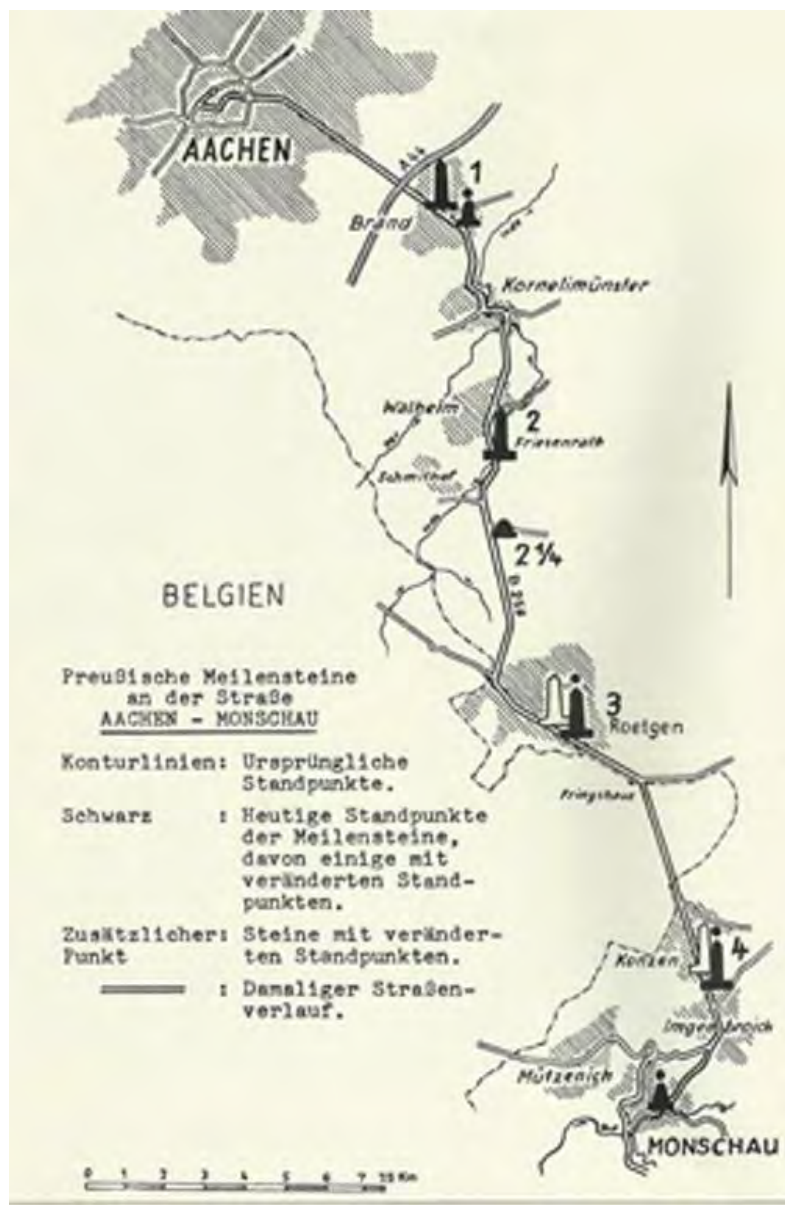 AACHEN
A 44
1
Brand
Kornelimünster
Walheim
2
Friesenrath
Schmithof
2 1/4
BELGIEN
Preußische Meilensteine
an der Straße
AACHEN - MONSCHAU
Konturlinien: Ursprüngliche
Standpunkte.
Schwarz : Heutige Standpunkte
der Meilensteine,
davon einige mit
veränderten Stand-
punkten.
Zusätzlicher: Steine mit veränder-
Punkt ten Standpunkten.
: Damaliger Straßen-
verlauf.
3
Roetgen
Fringshaus
Konzen
4
Imgenbroich
Mützenich
MONSCHAU
0 1 2 3 4 5 6 7 7,5 Km